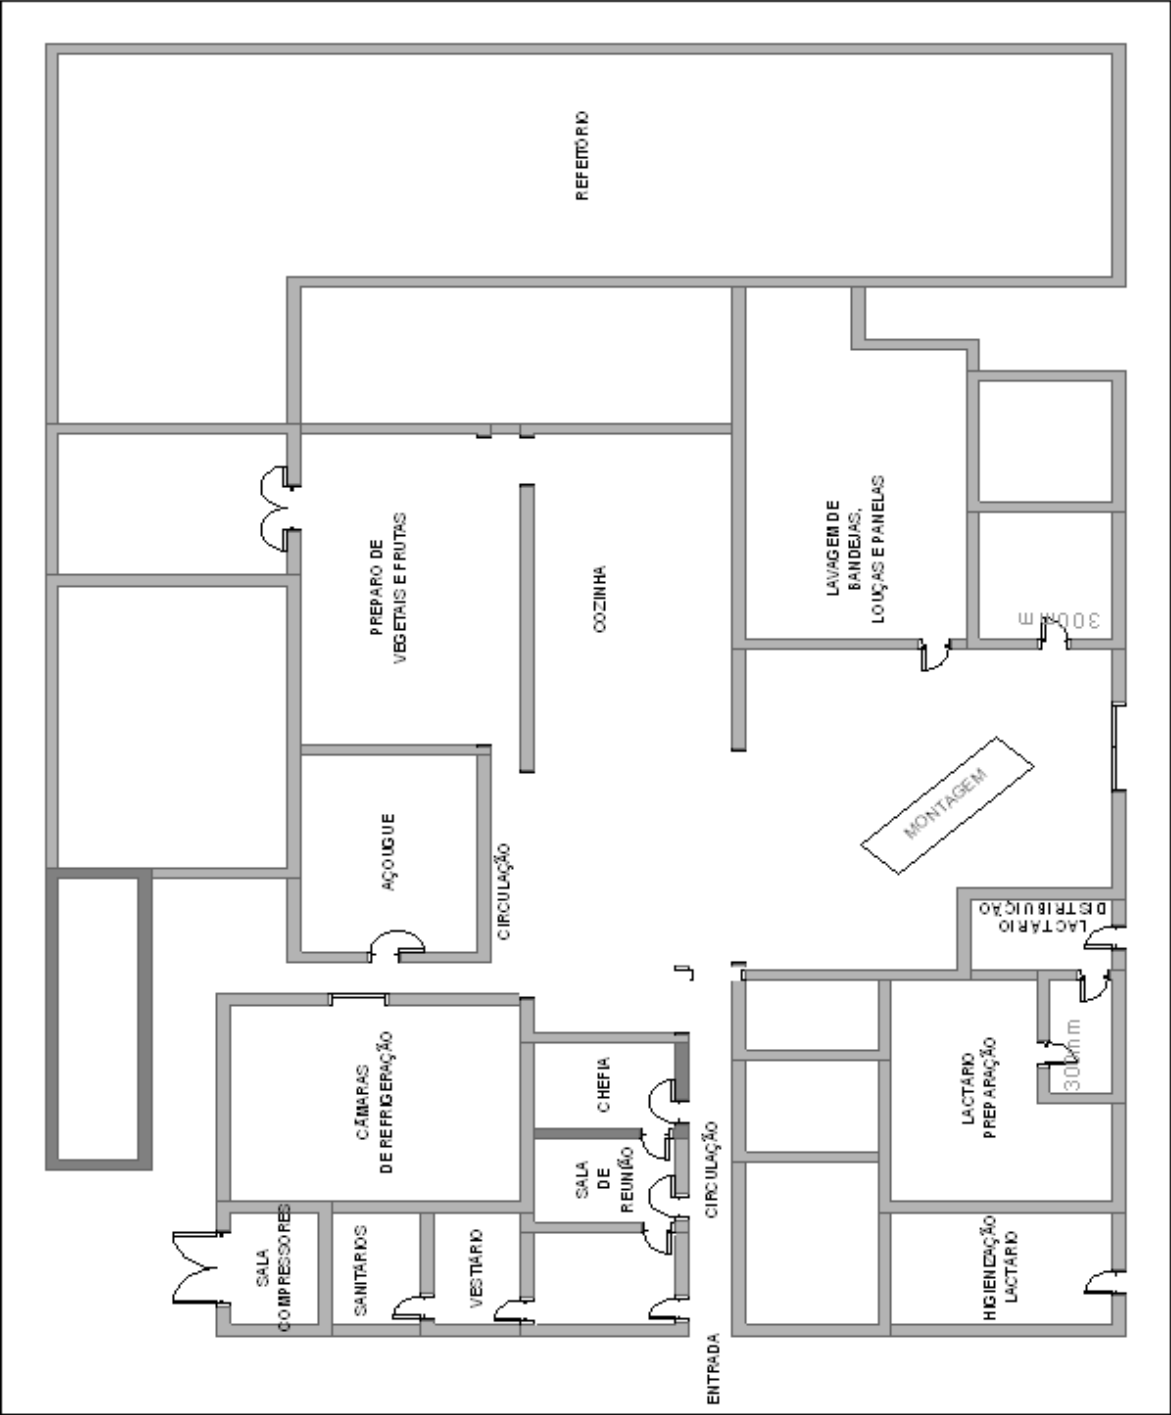 REFEITÓRIO
PREPARO DE
VEGETAIS E FRUTAS
COZINHA
LAVAGEM DE
BANDEJAS,
LOUÇAS E PANELAS
300mm
MONTAGEM
AÇOUGUE
CIRCULAÇÃO
LACTÁRIO
DISTRIBUIÇÃO
CÂMARAS
DE REFRIGERAÇÃO
CHEFIA
LACTÁRIO
PREPARAÇÃO
300mm
SALA
DE
REUNIÃO
CIRCULAÇÃO
SALA
COMPRESSORES
SANITÁRIOS
VESTIÁRIO
HIGIENIZAÇÃO
LACTÁRIO
ENTRADA